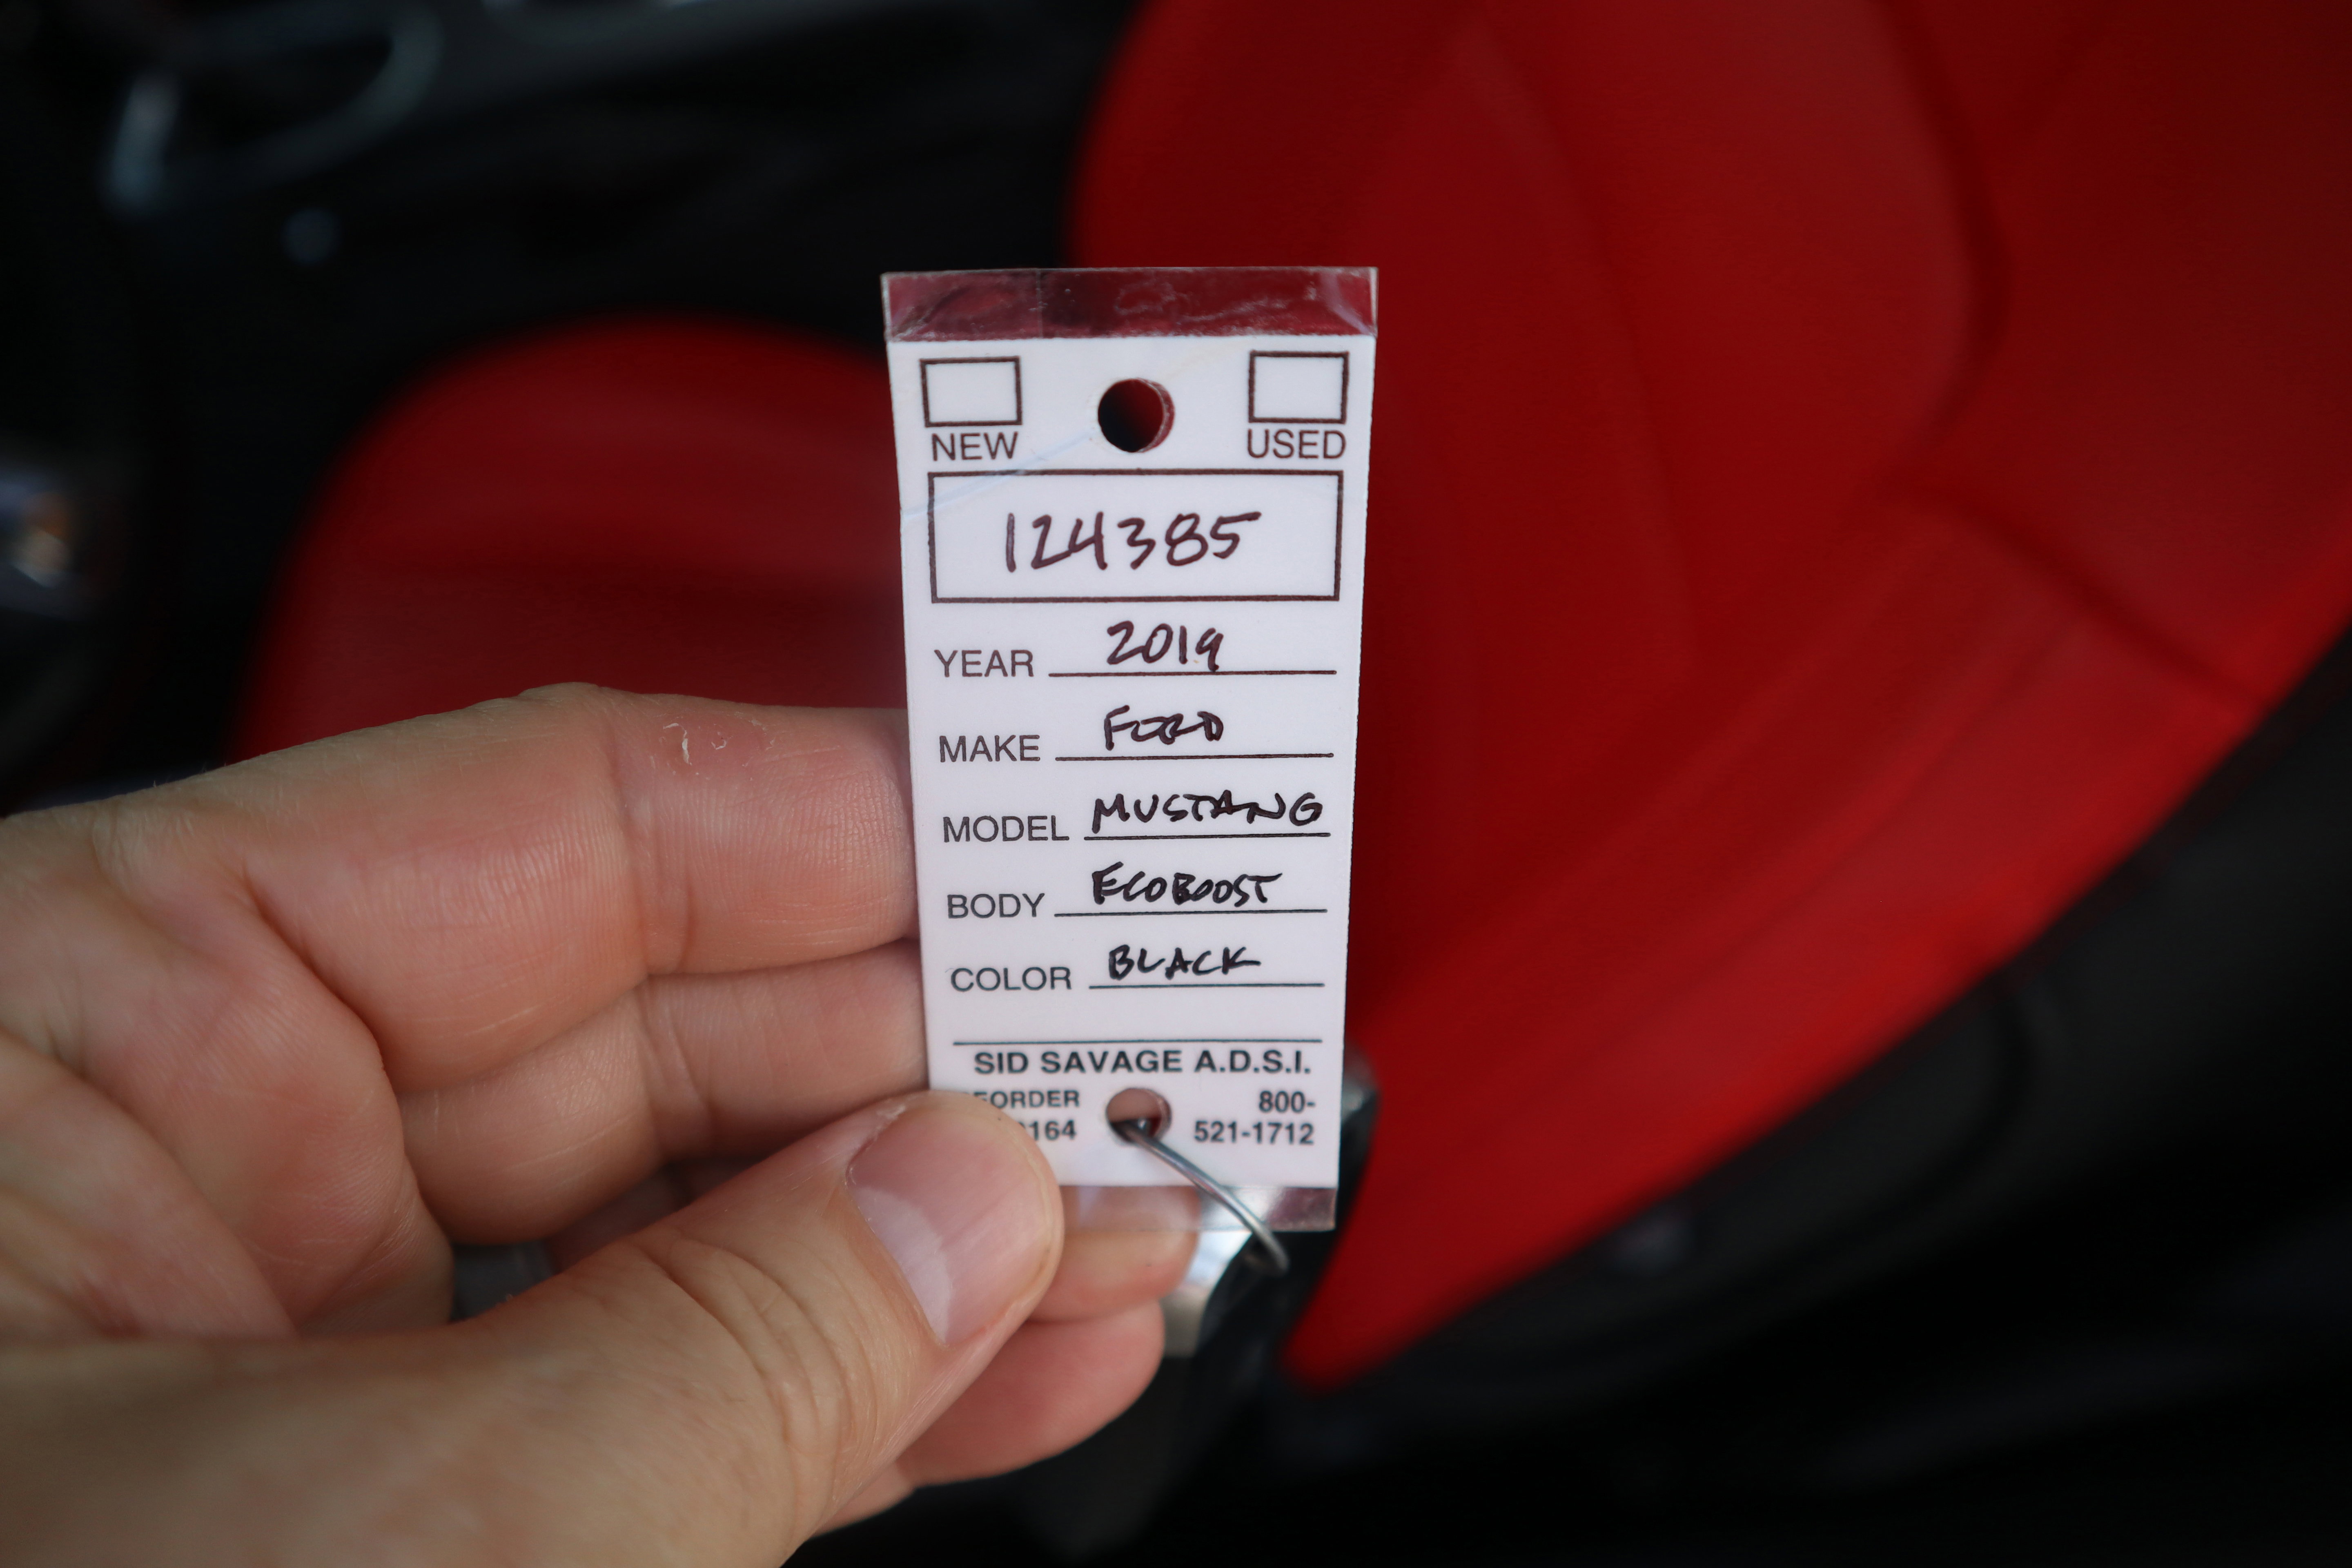 NEW USED
124385
YEAR 2019
MAKE FORD
MODEL MUSTANG
BODY ECOBOOST
COLOR BLACK
SID SAVAGE A.D.S.I.
800-
521-1712